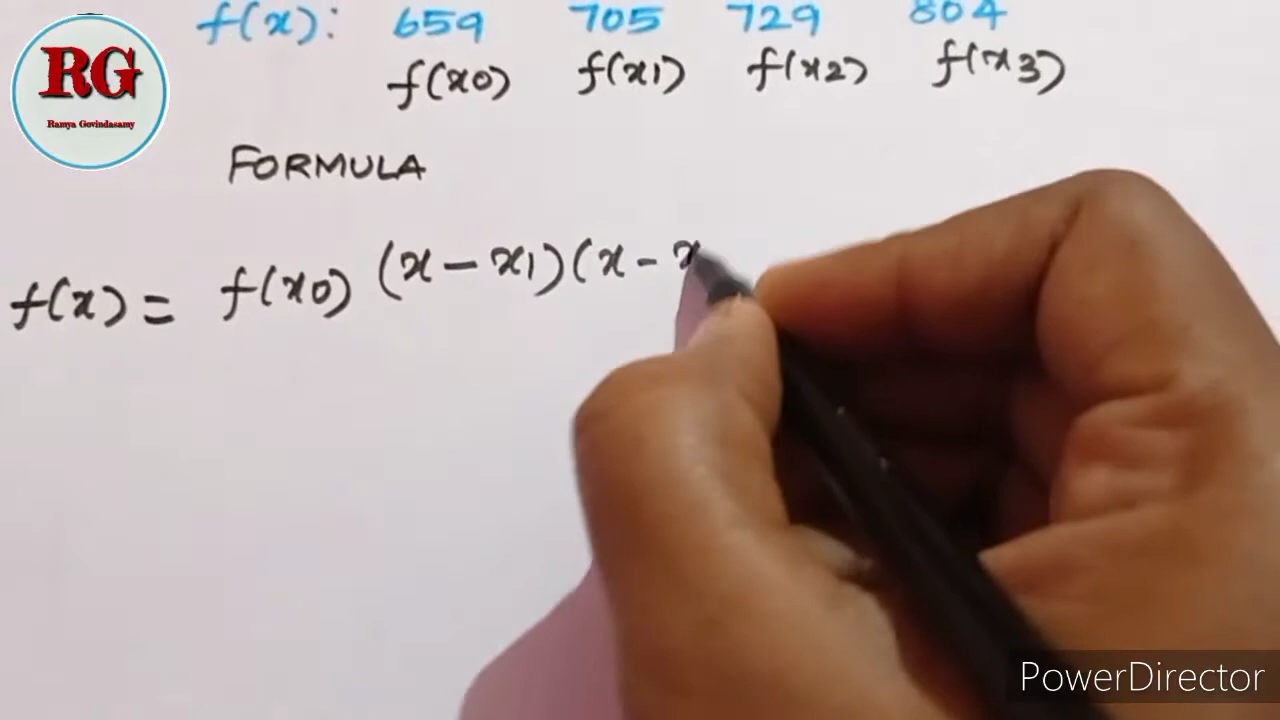 f(x): 659 705 729 804
f(x0) f(x1) f(x2) f(x3)
RG
Ramya Govindasamy
FORMULA
f(x) = f(x0) (x - x1)(x - x
PowerDirector